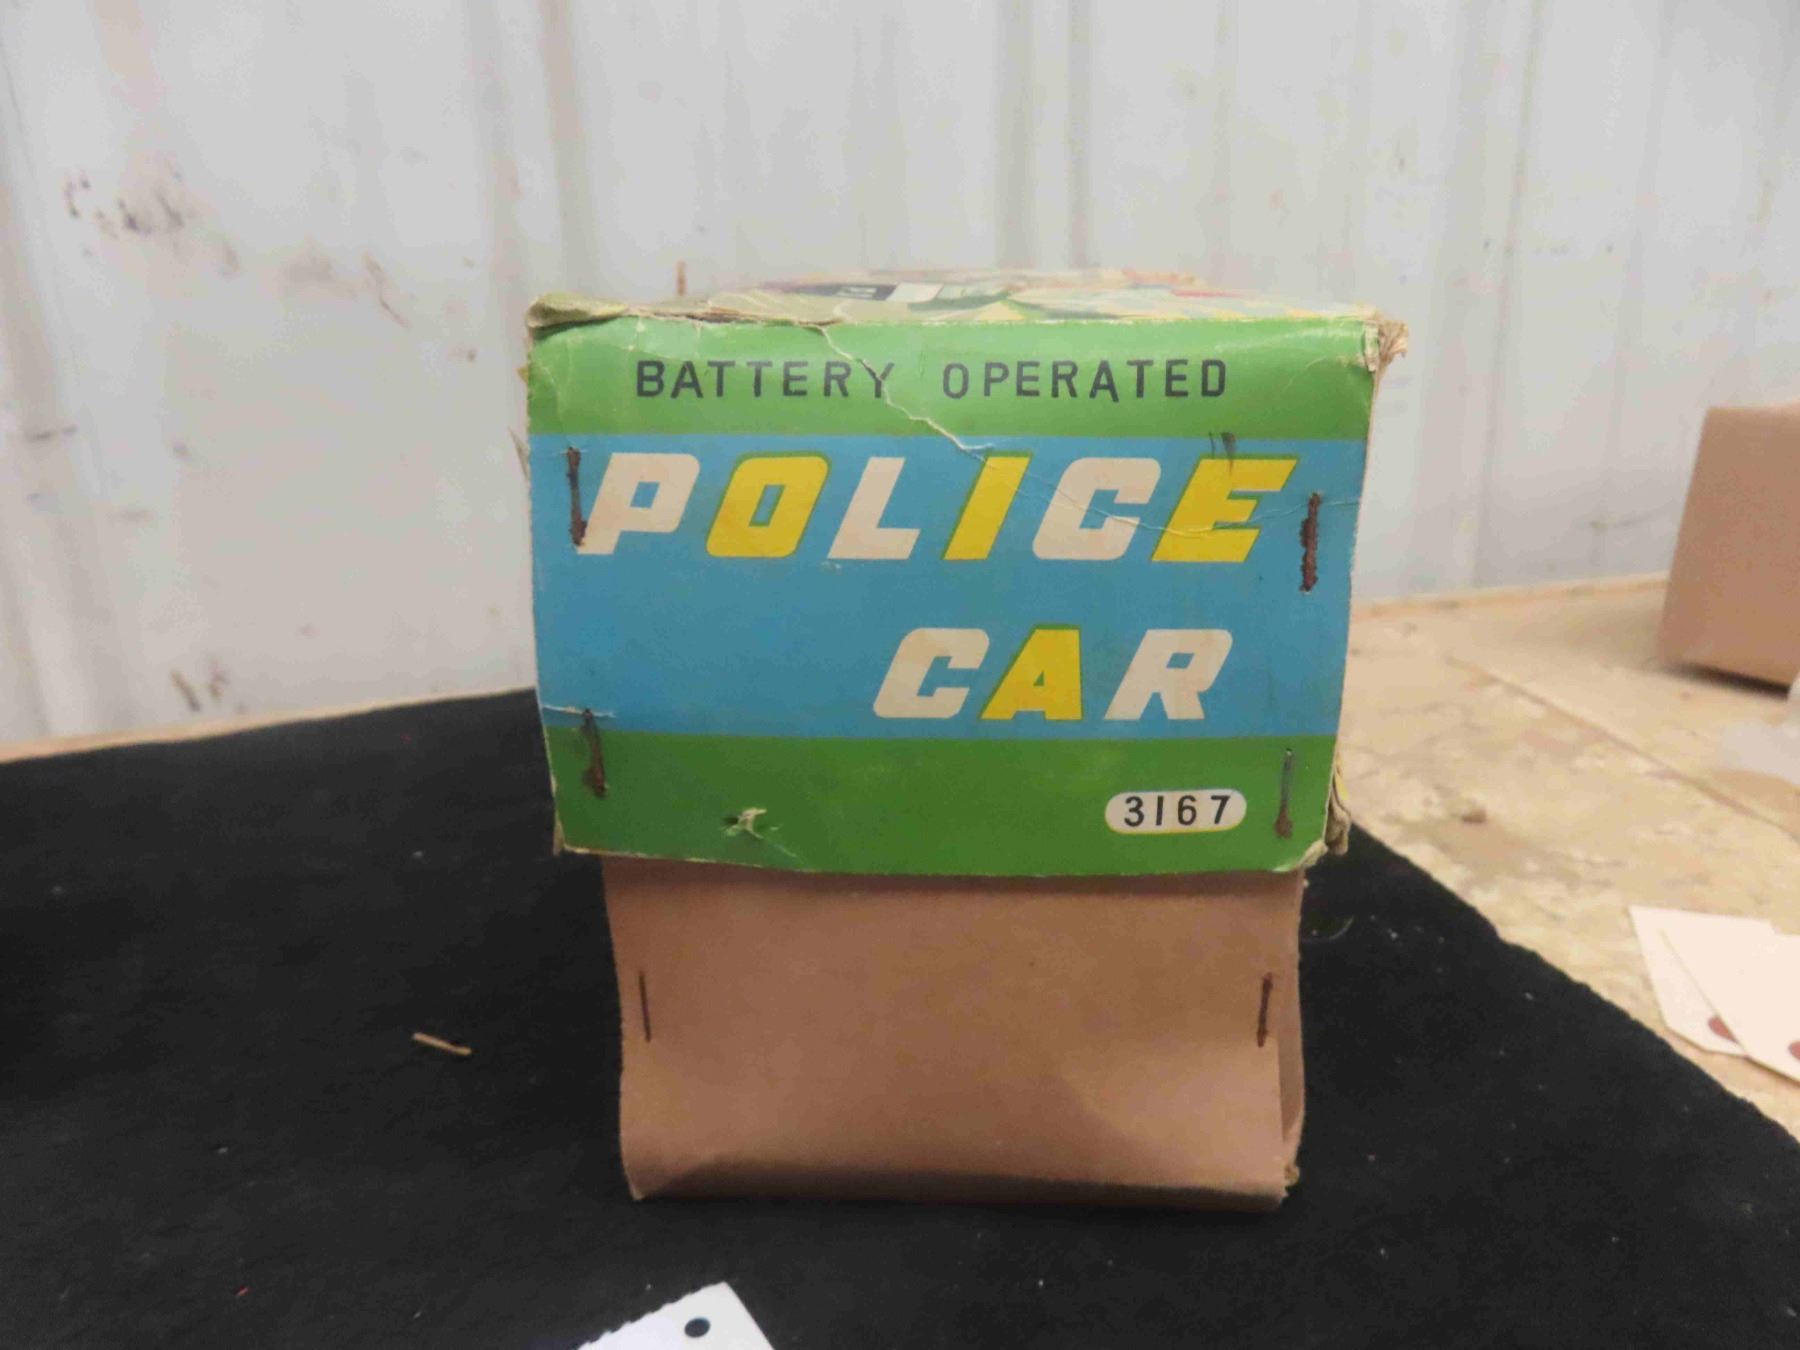 BATTERY OPERATED
POLICE
CAR
3167